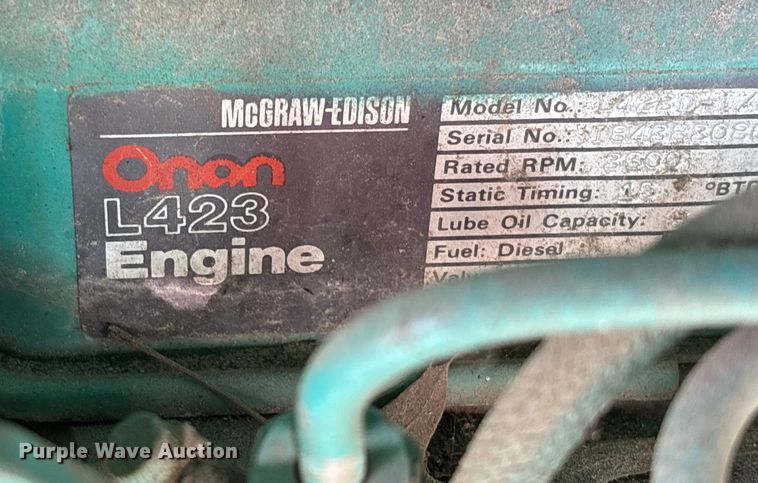 McGRAW-EDISON
Onan
L423
Engine
Model No.:
Serial No.:
Rated RPM: 3600
Static Timing: °BTC
Lube Oil Capacity:
Fuel: Diesel
Purple Wave Auction